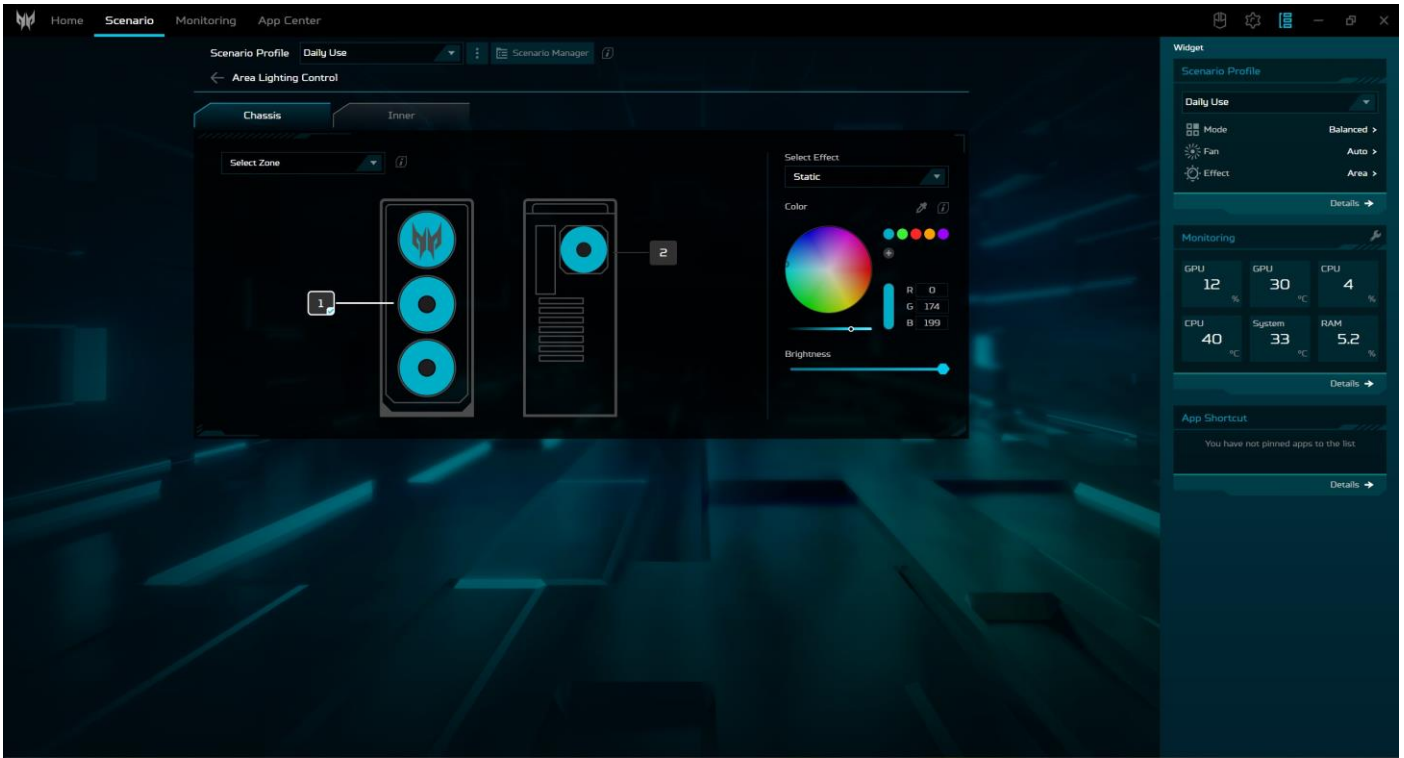 Home Scenario Monitoring App Center
Scenario Profile Daily Use Scenario Manager
Area Lighting Control
Chassis Inner
Select Zone
1
2
Select Effect
Static
Color
R 0
G 174
B 199
Brightness
Widget
Scenario Profile
Daily Use
Mode Balanced >
Fan Auto >
Effect Area >
Details →
Monitoring
GPU GPU CPU
12 % 30 °C 4 %
CPU System RAM
40 °C 33 °C 5.2 %
Details →
App Shortcut
You have not pinned apps to the list
Details →